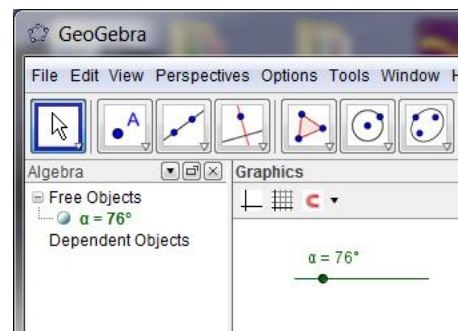 GeoGebra
File Edit View Perspectives Options Tools Window H
A
Algebra
Graphics
Free Objects
α = 76°
Dependent Objects
α = 76°